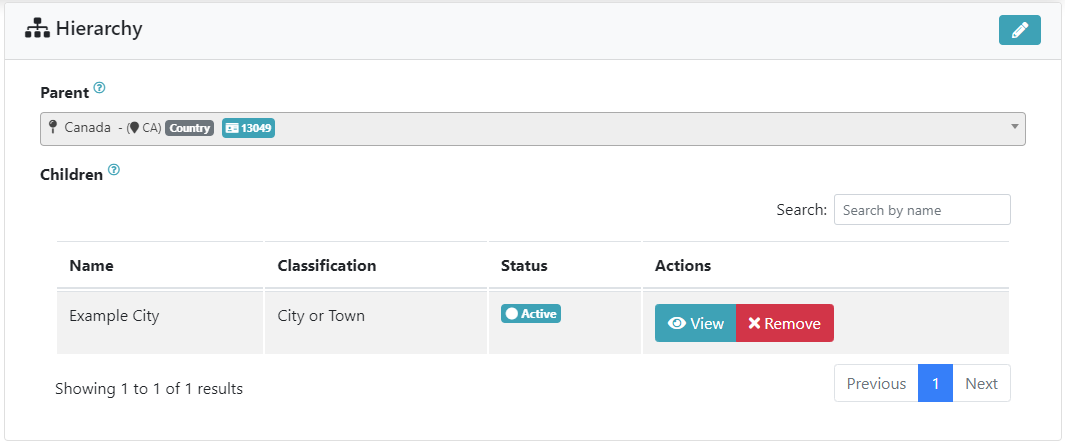 Hierarchy
Parent ?
Canada - ( CA) Country 13049
Children ?
Search: Search by name
Name Classification Status Actions
Example City City or Town Active View Remove
Showing 1 to 1 of 1 results Previous 1 Next